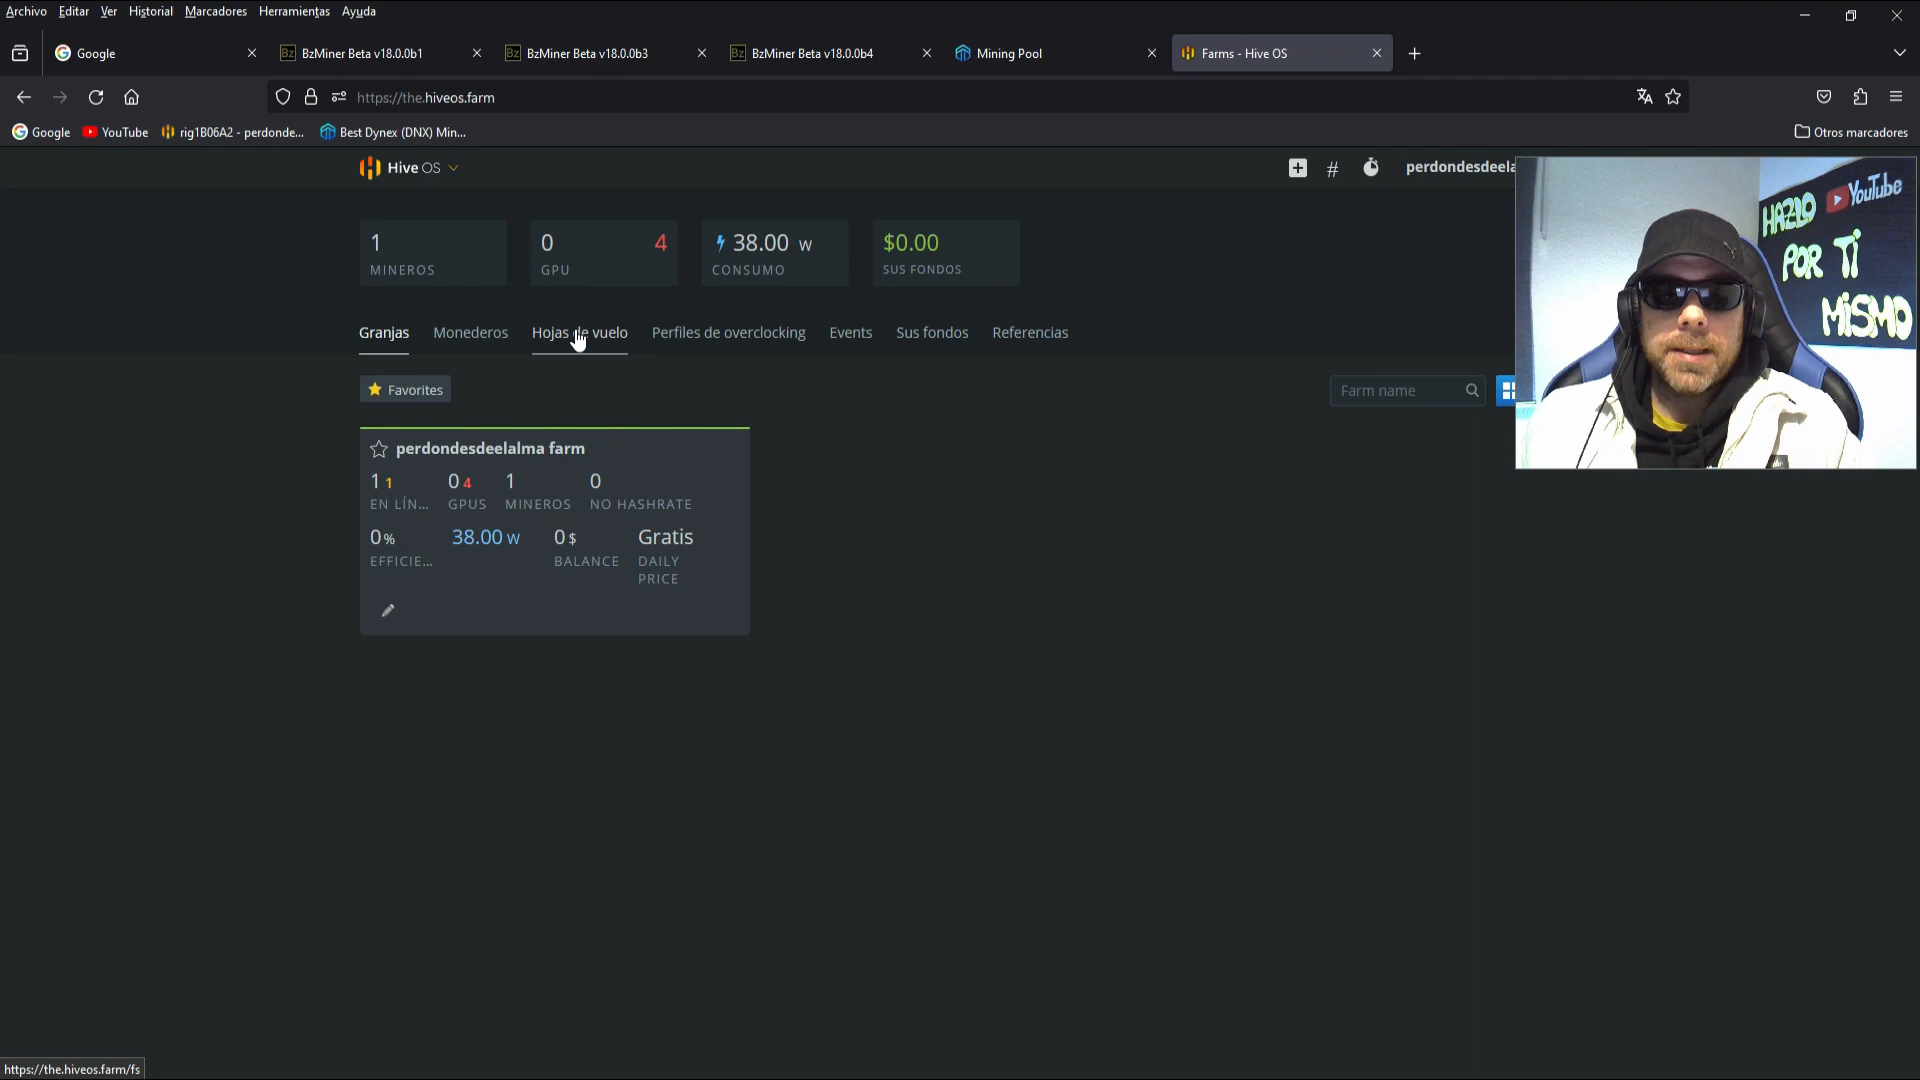 Archivo Editar Ver Historial Marcadores Herramientas Ayuda
Google BzMiner Beta v18.0.0b1 BzMiner Beta v18.0.0b3 BzMiner Beta v18.0.0b4 Mining Pool Farms - Hive OS
https://the.hiveos.farm
Google YouTube rig1B06A2 - perdonde... Best Dynex (DNX) Min... Otros marcadores
Hive OS # perdondesdeela
1 0 4 38.00 W $0.00
MINEROS GPU CONSUMO SUS FONDOS
Granjas Monederos Hojas de vuelo Perfiles de overclocking Events Sus fondos Referencias
Favorites Farm name
perdondesdeelalma farm
1 1 0 4 1 0
EN LÍN... GPUS MINEROS NO HASHRATE
0 % 38.00 W 0 $ Gratis
EFFICIE... BALANCE DAILY
PRICE
YouTube
HAZLO
POR TI
MISMO
https://the.hiveos.farm/fs